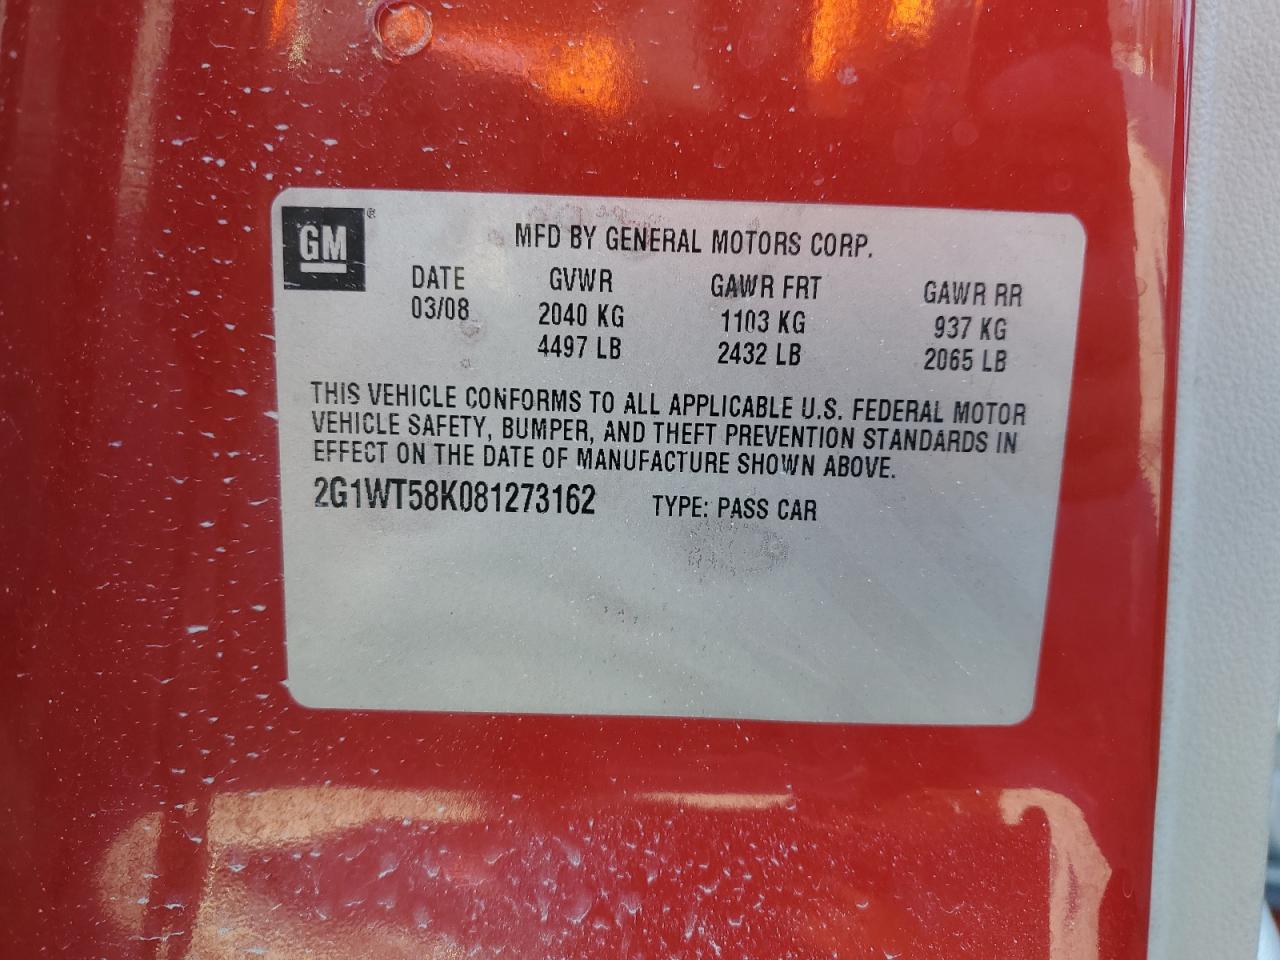 GM ®
MFD BY GENERAL MOTORS CORP.
DATE GVWR GAWR FRT GAWR RR
03/08 2040 KG 1103 KG 937 KG
4497 LB 2432 LB 2065 LB
THIS VEHICLE CONFORMS TO ALL APPLICABLE U.S. FEDERAL MOTOR
VEHICLE SAFETY, BUMPER, AND THEFT PREVENTION STANDARDS IN
EFFECT ON THE DATE OF MANUFACTURE SHOWN ABOVE.
2G1WT58K081273162 TYPE: PASS CAR